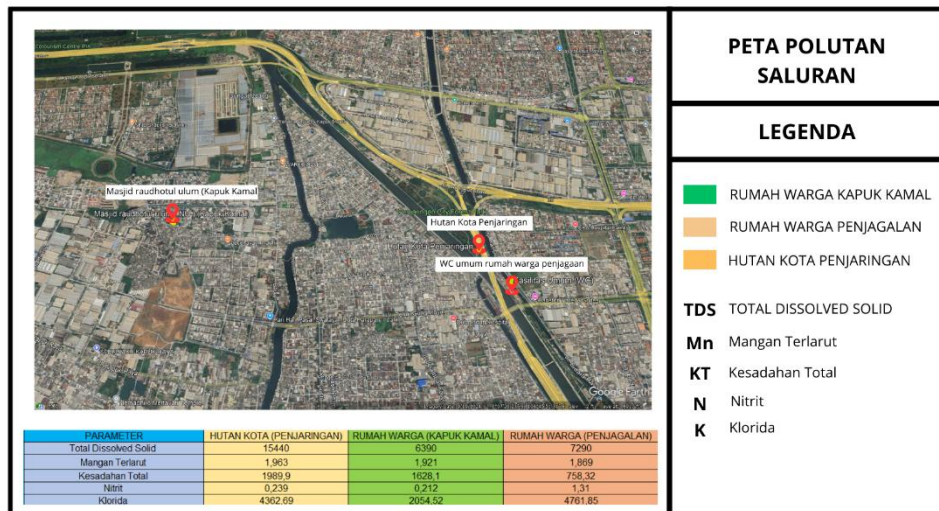 PETA POLUTAN
SALURAN
LEGENDA
RUMAH WARGA KAPUK KAMAL
RUMAH WARGA PENJAGALAN
HUTAN KOTA PENJARINGAN
TDS TOTAL DISSOLVED SOLID
Mn Mangan Terlarut
KT Kesadahan Total
N Nitrit
K Klorida
Masjid raudhotul ulum (Kapuk Kamal
Hutan Kota Penjaringan
Hutan Kota Penjaringan
WC umum rumah warga penjagaan
Google Earth
PARAMETER HUTAN KOTA (PENJARINGAN) RUMAH WARGA (KAPUK KAMAL) RUMAH WARGA (PENJAGALAN)
Total Dissolved Solid 15440 6390 7290
Mangan Terlarut 1,963 1,921 1,869
Kesadahan Total 1989,9 1628,1 758,32
Nitrit 0,239 0,212 1,31
Klorida 4362.69 2054.52 4761,85